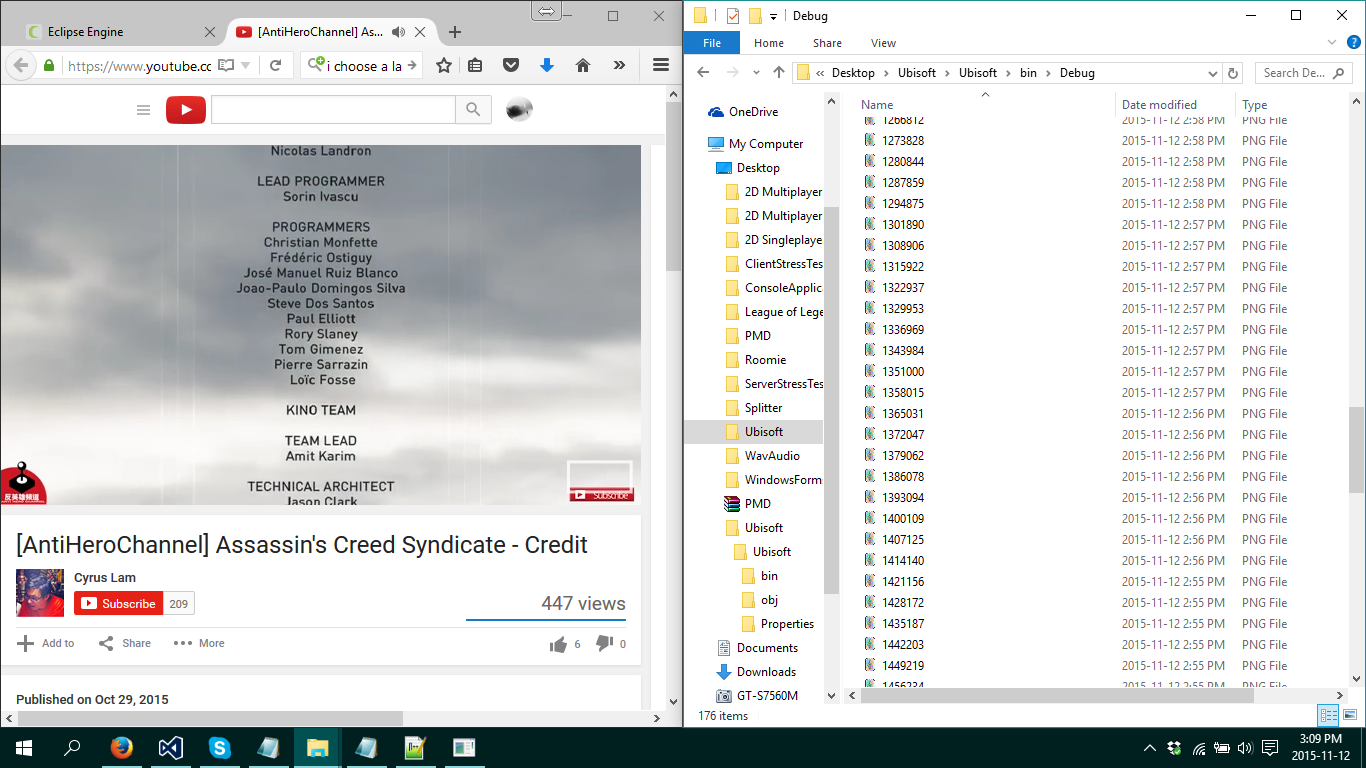 Eclipse Engine
[AntiHeroChannel] As...
https://www.youtube.cc
i choose a la
Nicolas Landron
LEAD PROGRAMMER
Sorin Ivascu
PROGRAMMERS
Christian Monfette
Frédéric Ostiguy
José Manuel Ruiz Blanco
Joao-Paulo Domingos Silva
Steve Dos Santos
Paul Elliott
Rory Slaney
Tom Gimenez
Pierre Sarrazin
Loïc Fosse
KINO TEAM
TEAM LEAD
Amit Karim
TECHNICAL ARCHITECT
Jason Clark
反英雄頻道
Subscribe
[AntiHeroChannel] Assassin's Creed Syndicate - Credit
Cyrus Lam
Subscribe 209
447 views
Add to Share More 6 0
Published on Oct 29, 2015
Debug
File Home Share View
« Desktop Ubisoft Ubisoft bin Debug
Search De...
OneDrive
My Computer
Desktop
2D Multiplayer
2D Multiplayer
2D Singleplaye
ClientStressTes
ConsoleApplic
League of Lege
PMD
Roomie
ServerStressTes
Splitter
Ubisoft
WavAudio
WindowsForm
PMD
Ubisoft
Ubisoft
bin
obj
Properties
Documents
Downloads
GT-S7560M
Name Date modified Type
1266812 2015-11-12 2:58 PM PNG File
1273828 2015-11-12 2:58 PM PNG File
1280844 2015-11-12 2:58 PM PNG File
1287859 2015-11-12 2:58 PM PNG File
1294875 2015-11-12 2:58 PM PNG File
1301890 2015-11-12 2:57 PM PNG File
1308906 2015-11-12 2:57 PM PNG File
1315922 2015-11-12 2:57 PM PNG File
1322937 2015-11-12 2:57 PM PNG File
1329953 2015-11-12 2:57 PM PNG File
1336969 2015-11-12 2:57 PM PNG File
1343984 2015-11-12 2:57 PM PNG File
1351000 2015-11-12 2:57 PM PNG File
1358015 2015-11-12 2:57 PM PNG File
1365031 2015-11-12 2:56 PM PNG File
1372047 2015-11-12 2:56 PM PNG File
1379062 2015-11-12 2:56 PM PNG File
1386078 2015-11-12 2:56 PM PNG File
1393094 2015-11-12 2:56 PM PNG File
1400109 2015-11-12 2:56 PM PNG File
1407125 2015-11-12 2:56 PM PNG File
1414140 2015-11-12 2:56 PM PNG File
1421156 2015-11-12 2:55 PM PNG File
1428172 2015-11-12 2:55 PM PNG File
1435187 2015-11-12 2:55 PM PNG File
1442203 2015-11-12 2:55 PM PNG File
1449219 2015-11-12 2:55 PM PNG File
1456234 2015-11-12 2:55 PM PNG File
176 items
3:09 PM
2015-11-12